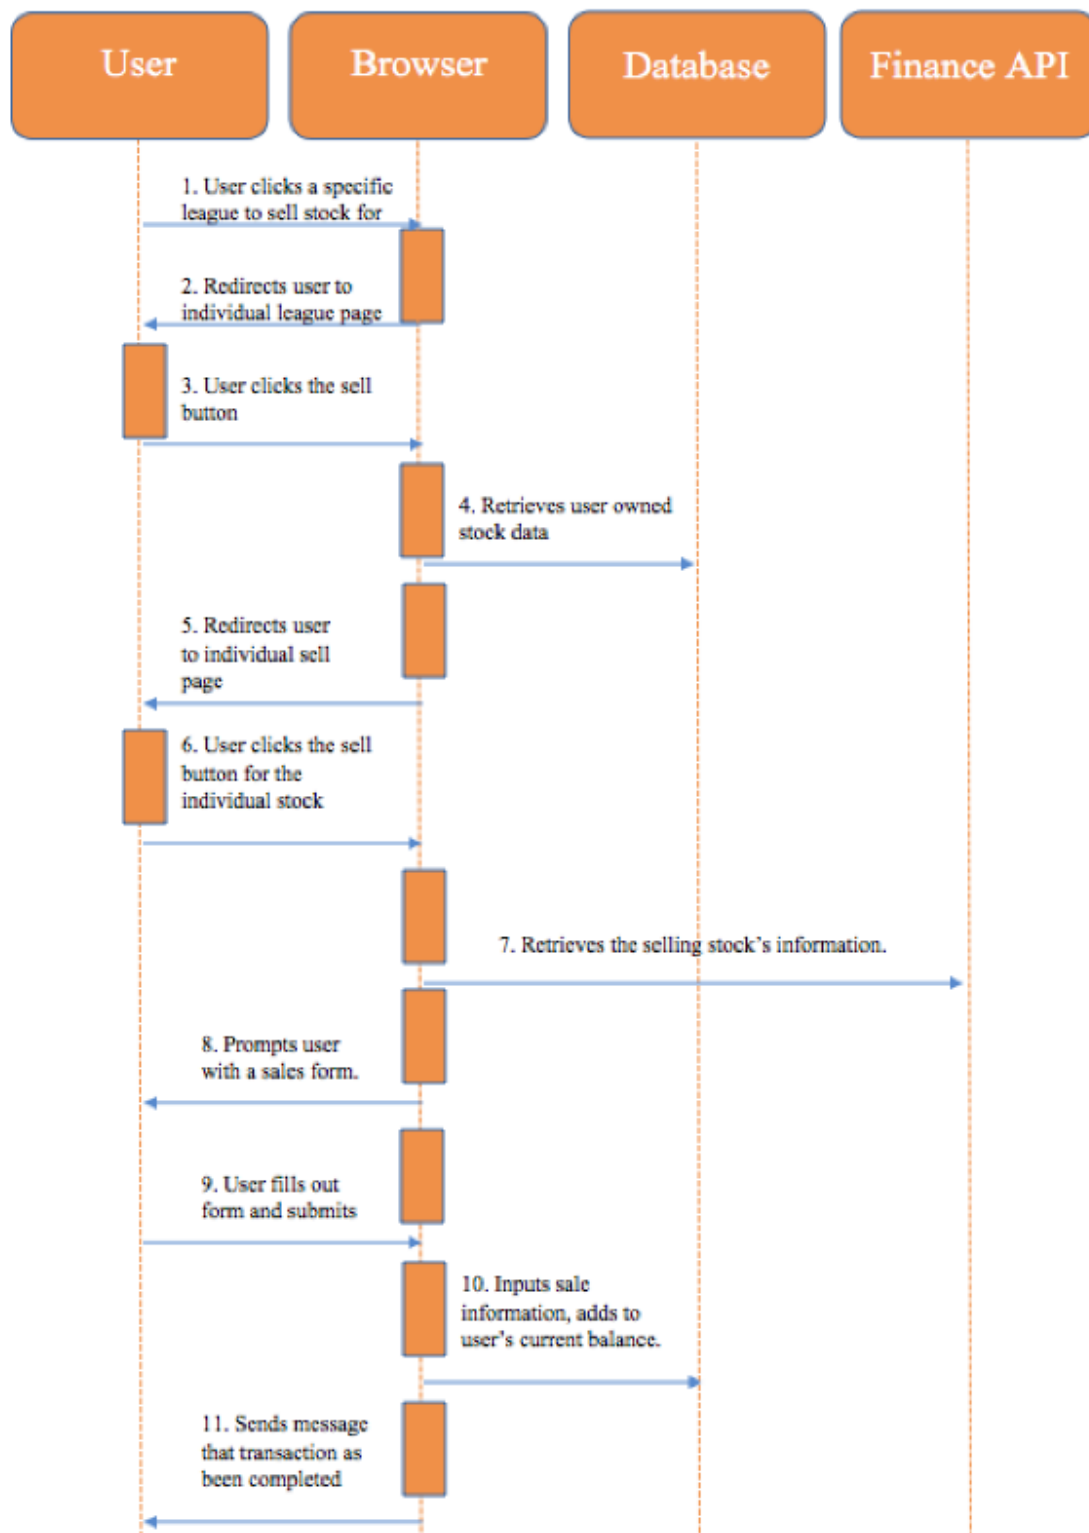 User
Browser
Database
Finance API
1. User clicks a specific
league to sell stock for
2. Redirects user to
individual league page
3. User clicks the sell
button
4. Retrieves user owned
stock data
5. Redirects user
to individual sell
page
6. User clicks the sell
button for the
individual stock
7. Retrieves the selling stock’s information.
8. Prompts user
with a sales form.
9. User fills out
form and submits
10. Inputs sale
information, adds to
user’s current balance.
11. Sends message
that transaction as
been completed